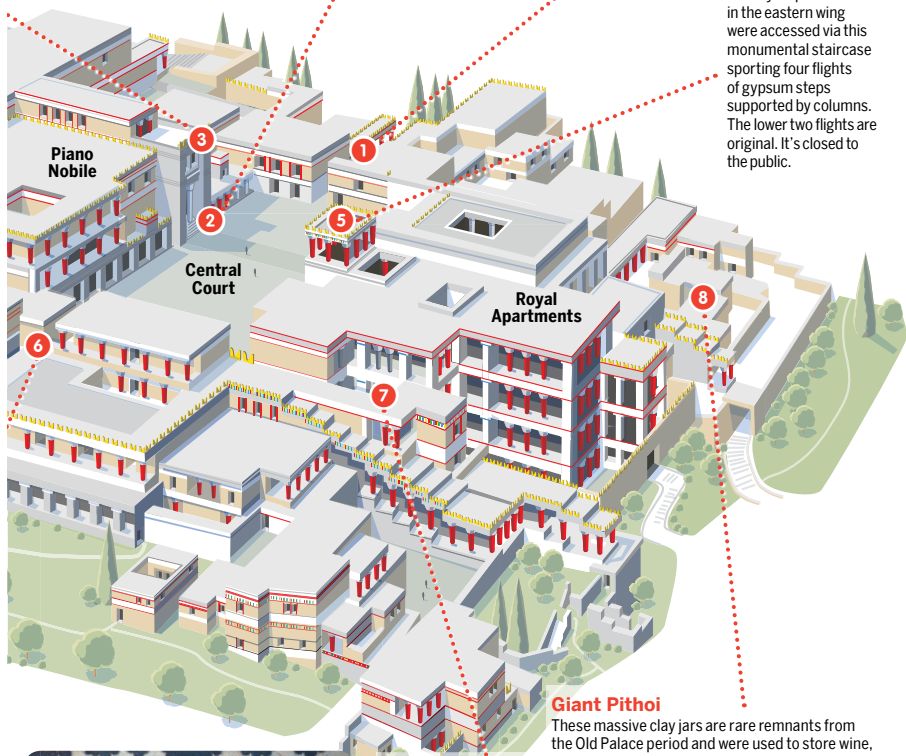 in the eastern wing
were accessed via this
monumental staircase
sporting four flights
of gypsum steps
supported by columns.
The lower two flights are
original. It's closed to
the public.
3
1
Piano
Nobile
2
5
Central
Court
Royal
Apartments
8
6
7
Giant Pithoi
These massive clay jars are rare remnants from
the Old Palace period and were used to store wine,